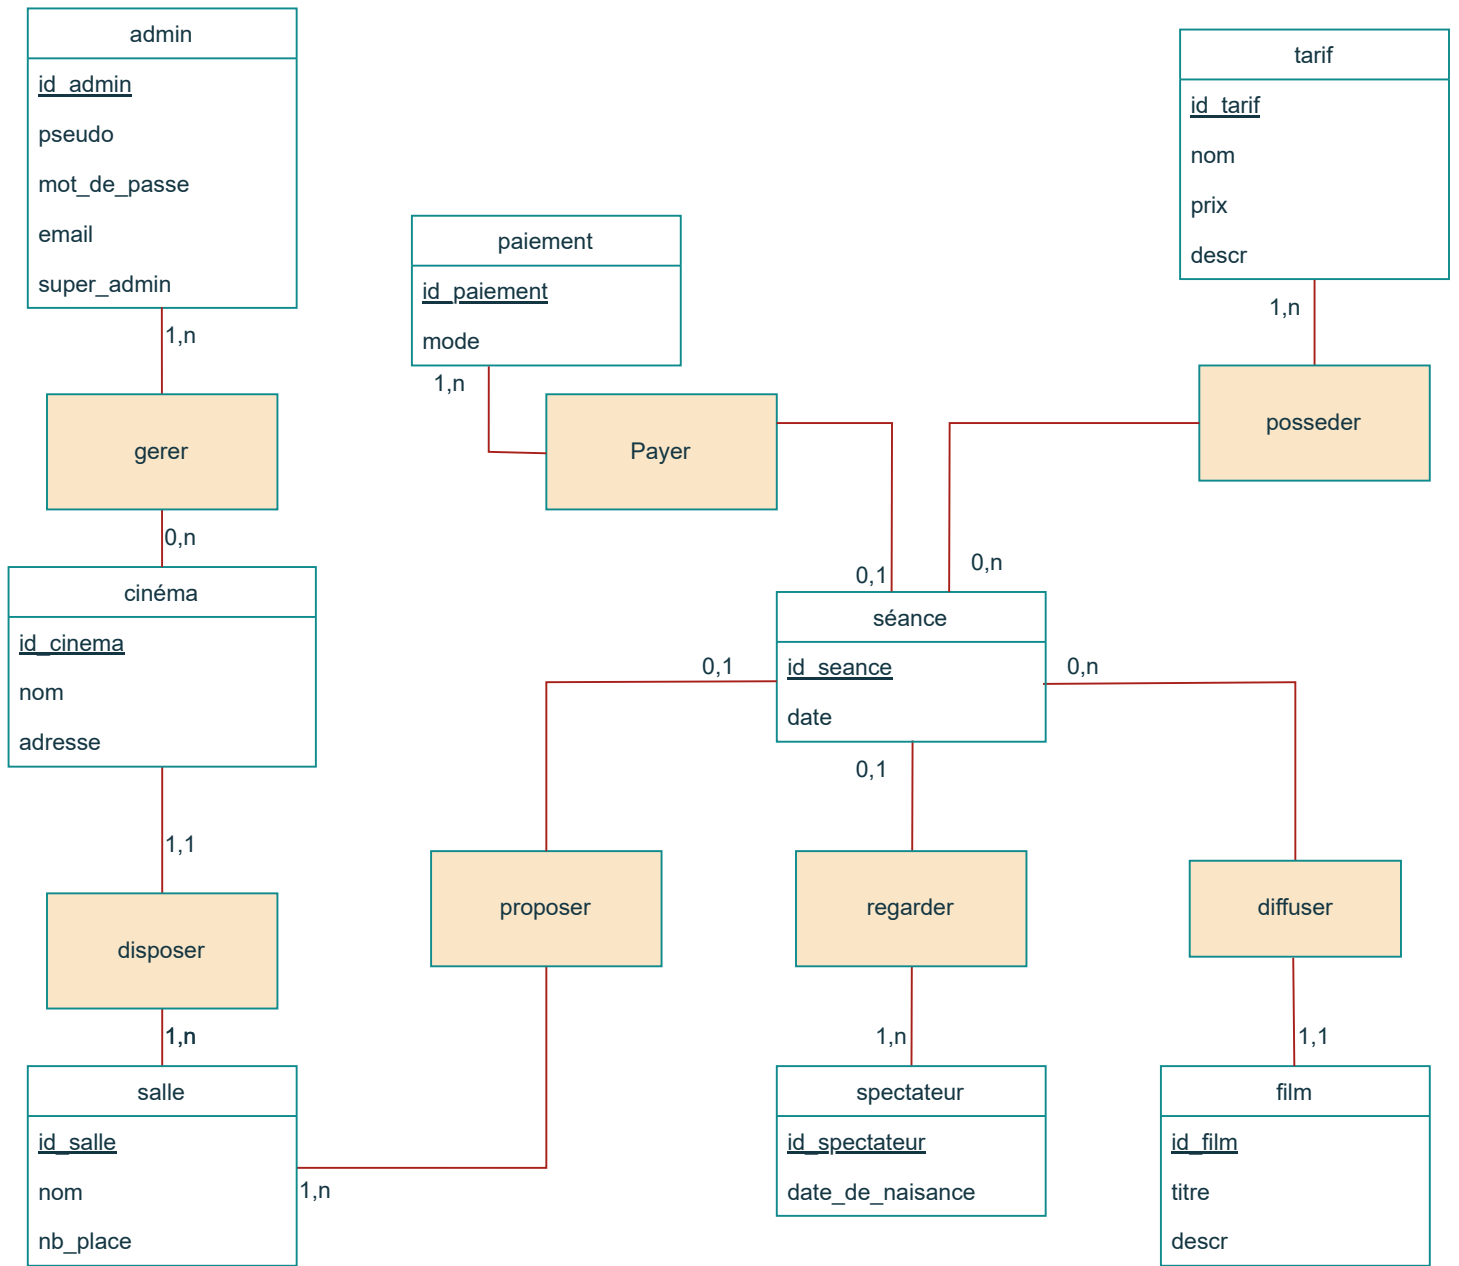 admin
id_admin
pseudo
mot_de_passe
email
super_admin
1,n
gerer
0,n
cinéma
id_cinema
nom
adresse
1,1
disposer
1,n
salle
id_salle
nom
nb_place
1,n
paiement
id_paiement
mode
1,n
Payer
0,1
tarif
id_tarif
nom
prix
descr
1,n
posseder
0,n
séance
id_seance
date
0,1
0,n
0,1
proposer
regarder
diffuser
1,n
1,1
spectateur
id_spectateur
date_de_naisance
film
id_film
titre
descr